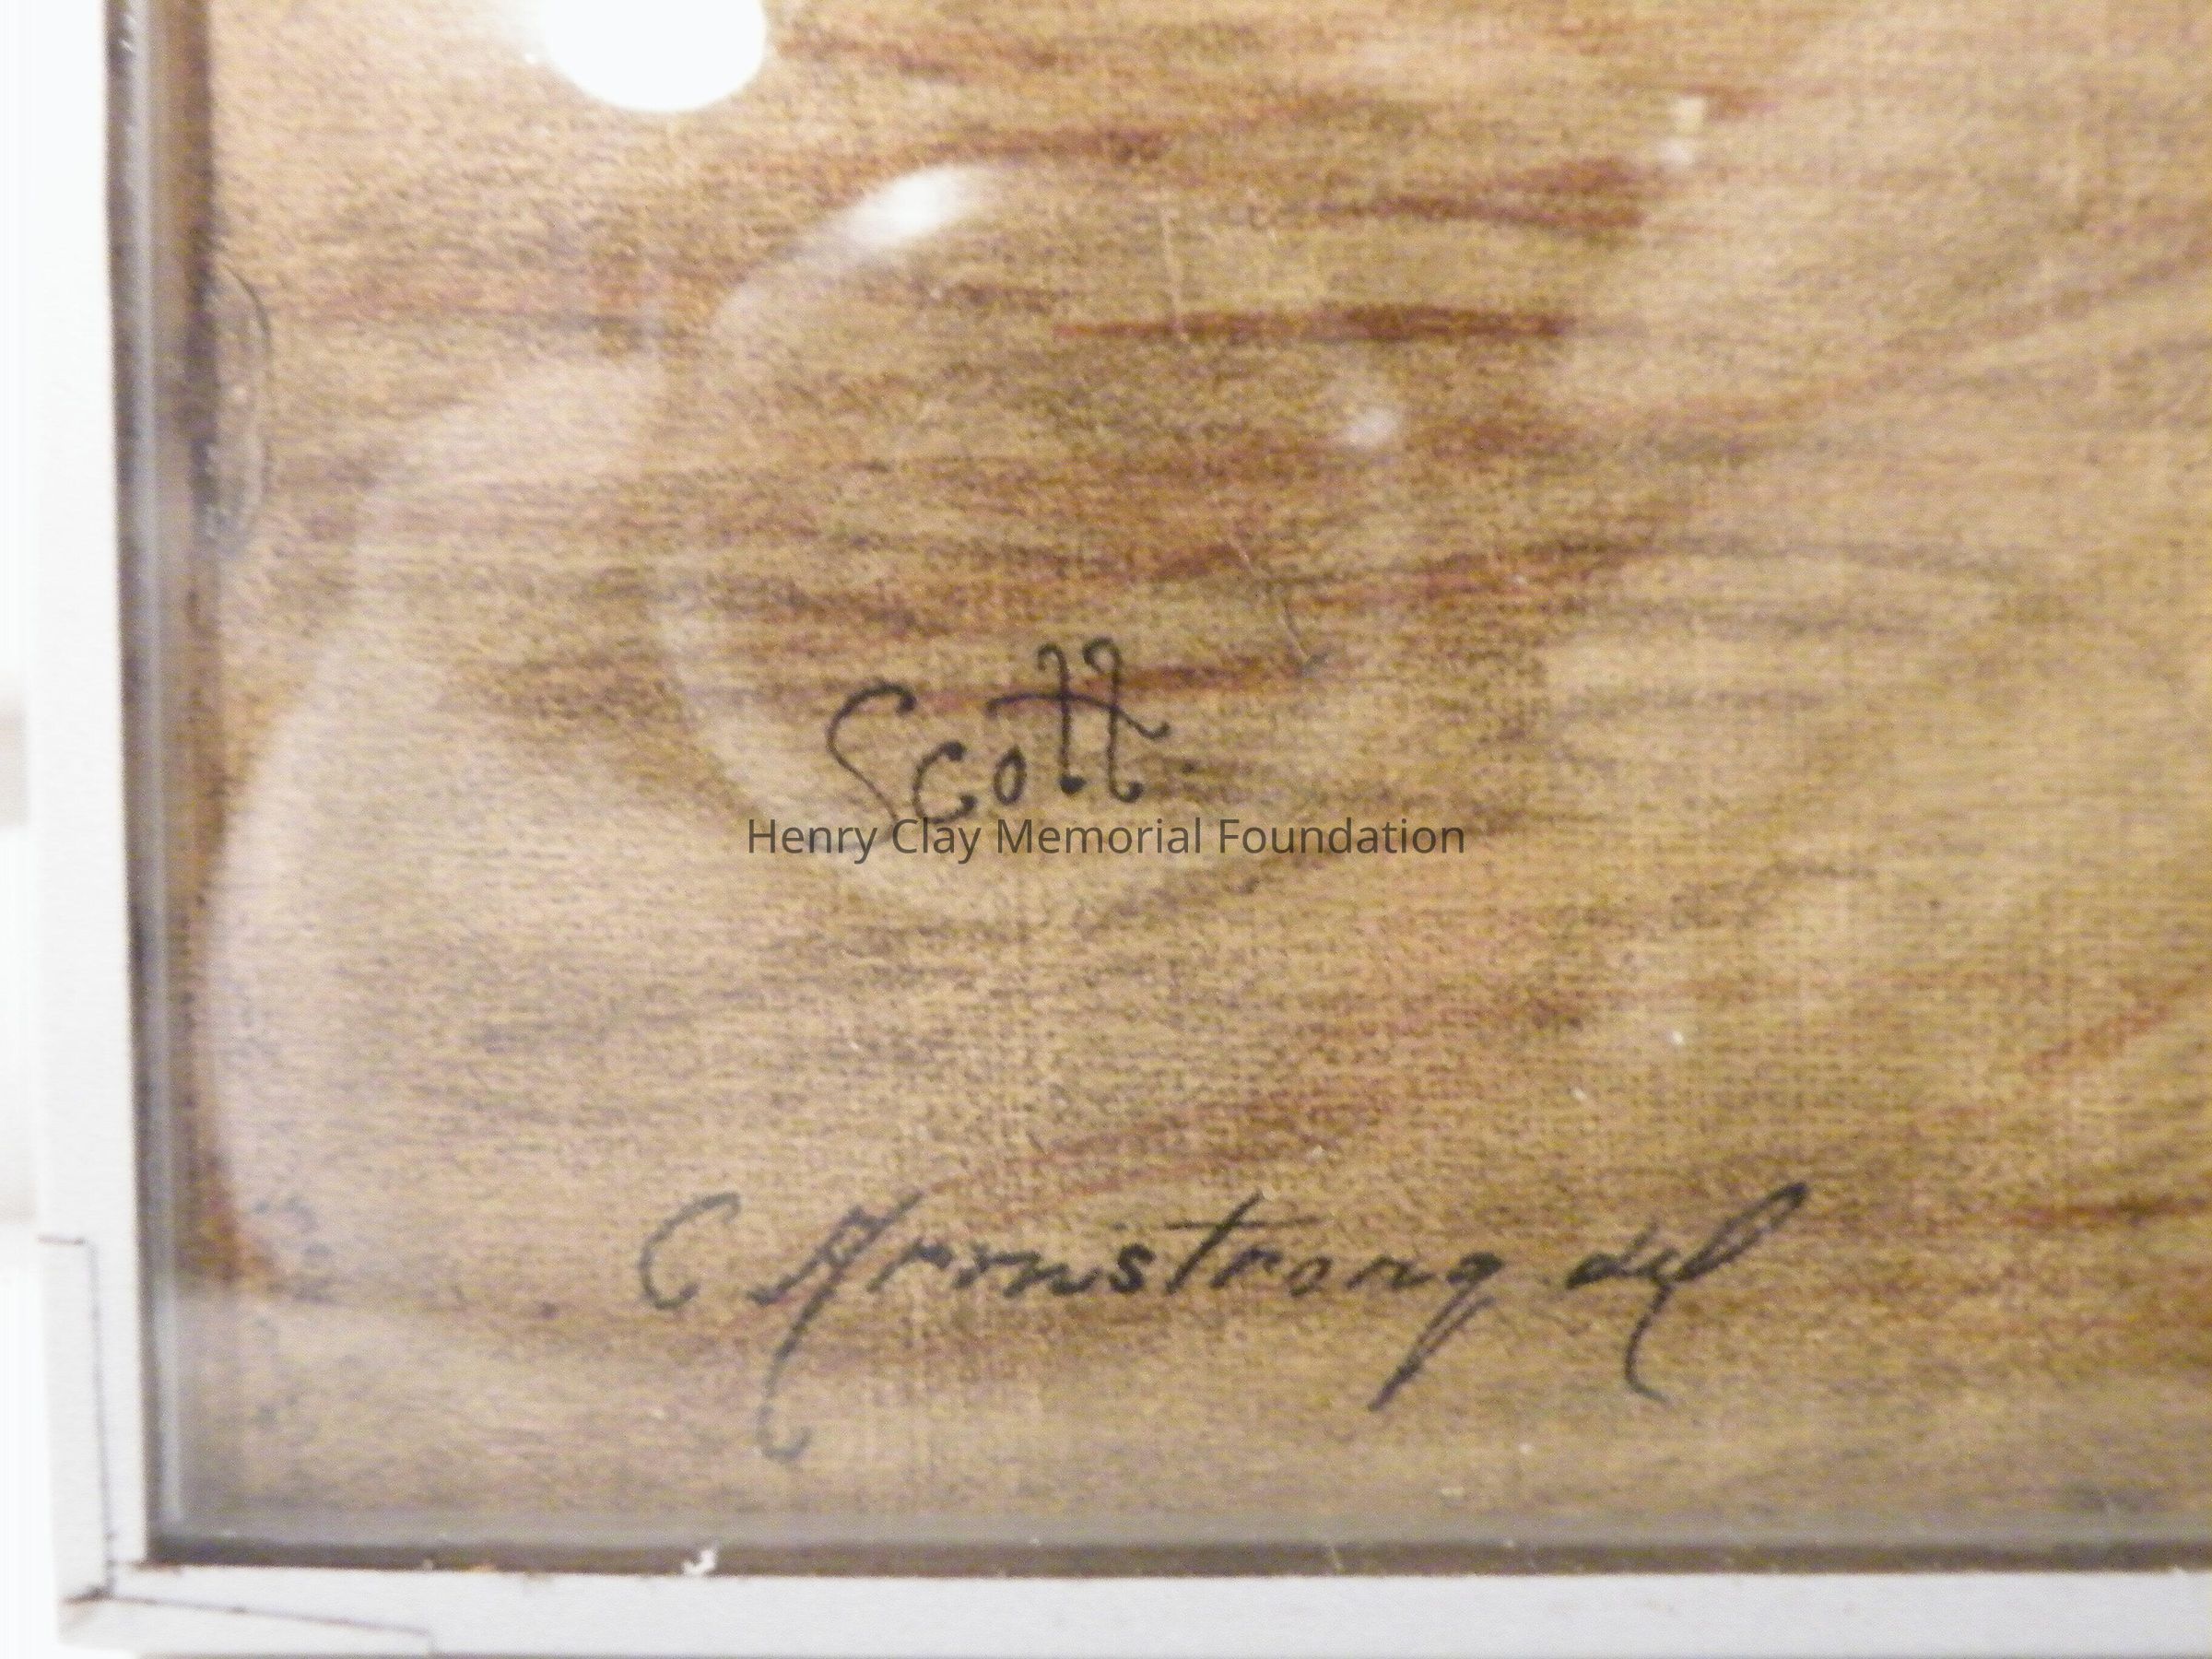 Scott
Henry Clay Memorial Foundation
C Armstrong del